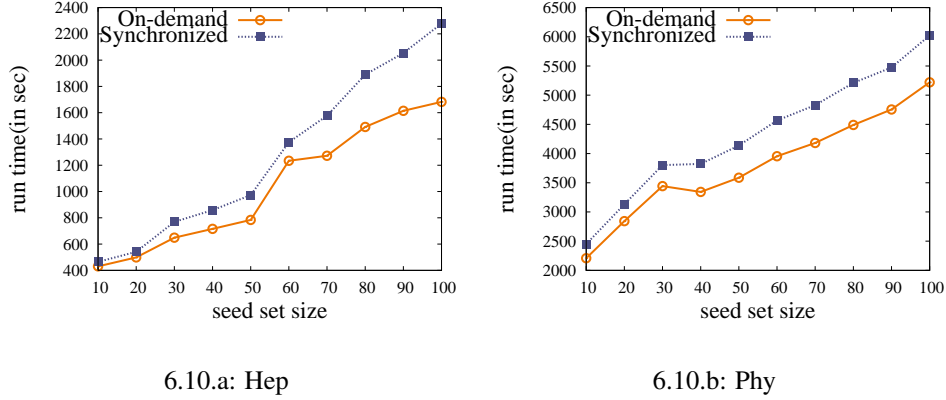 On-demand
Synchronized
run time(in sec)
2400
2200
2000
1800
1600
1400
1200
1000
800
600
400
10 20 30 40 50 60 70 80 90 100
seed set size
6.10.a: Hep
On-demand
Synchronized
run time(in sec)
6500
6000
5500
5000
4500
4000
3500
3000
2500
2000
10 20 30 40 50 60 70 80 90 100
seed set size
6.10.b: Phy